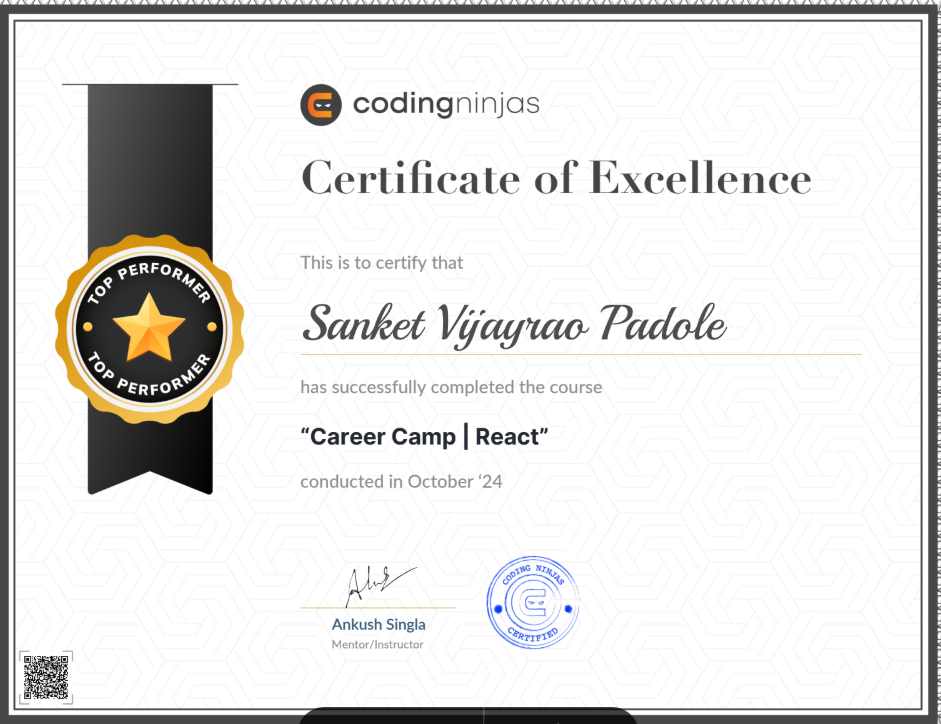 codingninjas
Certificate of Excellence
This is to certify that
TOP PERFORMER
Sanket Vijayrao Padole
TOP PERFORMER
has successfully completed the course
“Career Camp | React”
conducted in October ‘24
CODING NINJAS
CERTIFIED
Ankush Singla
Mentor/Instructor